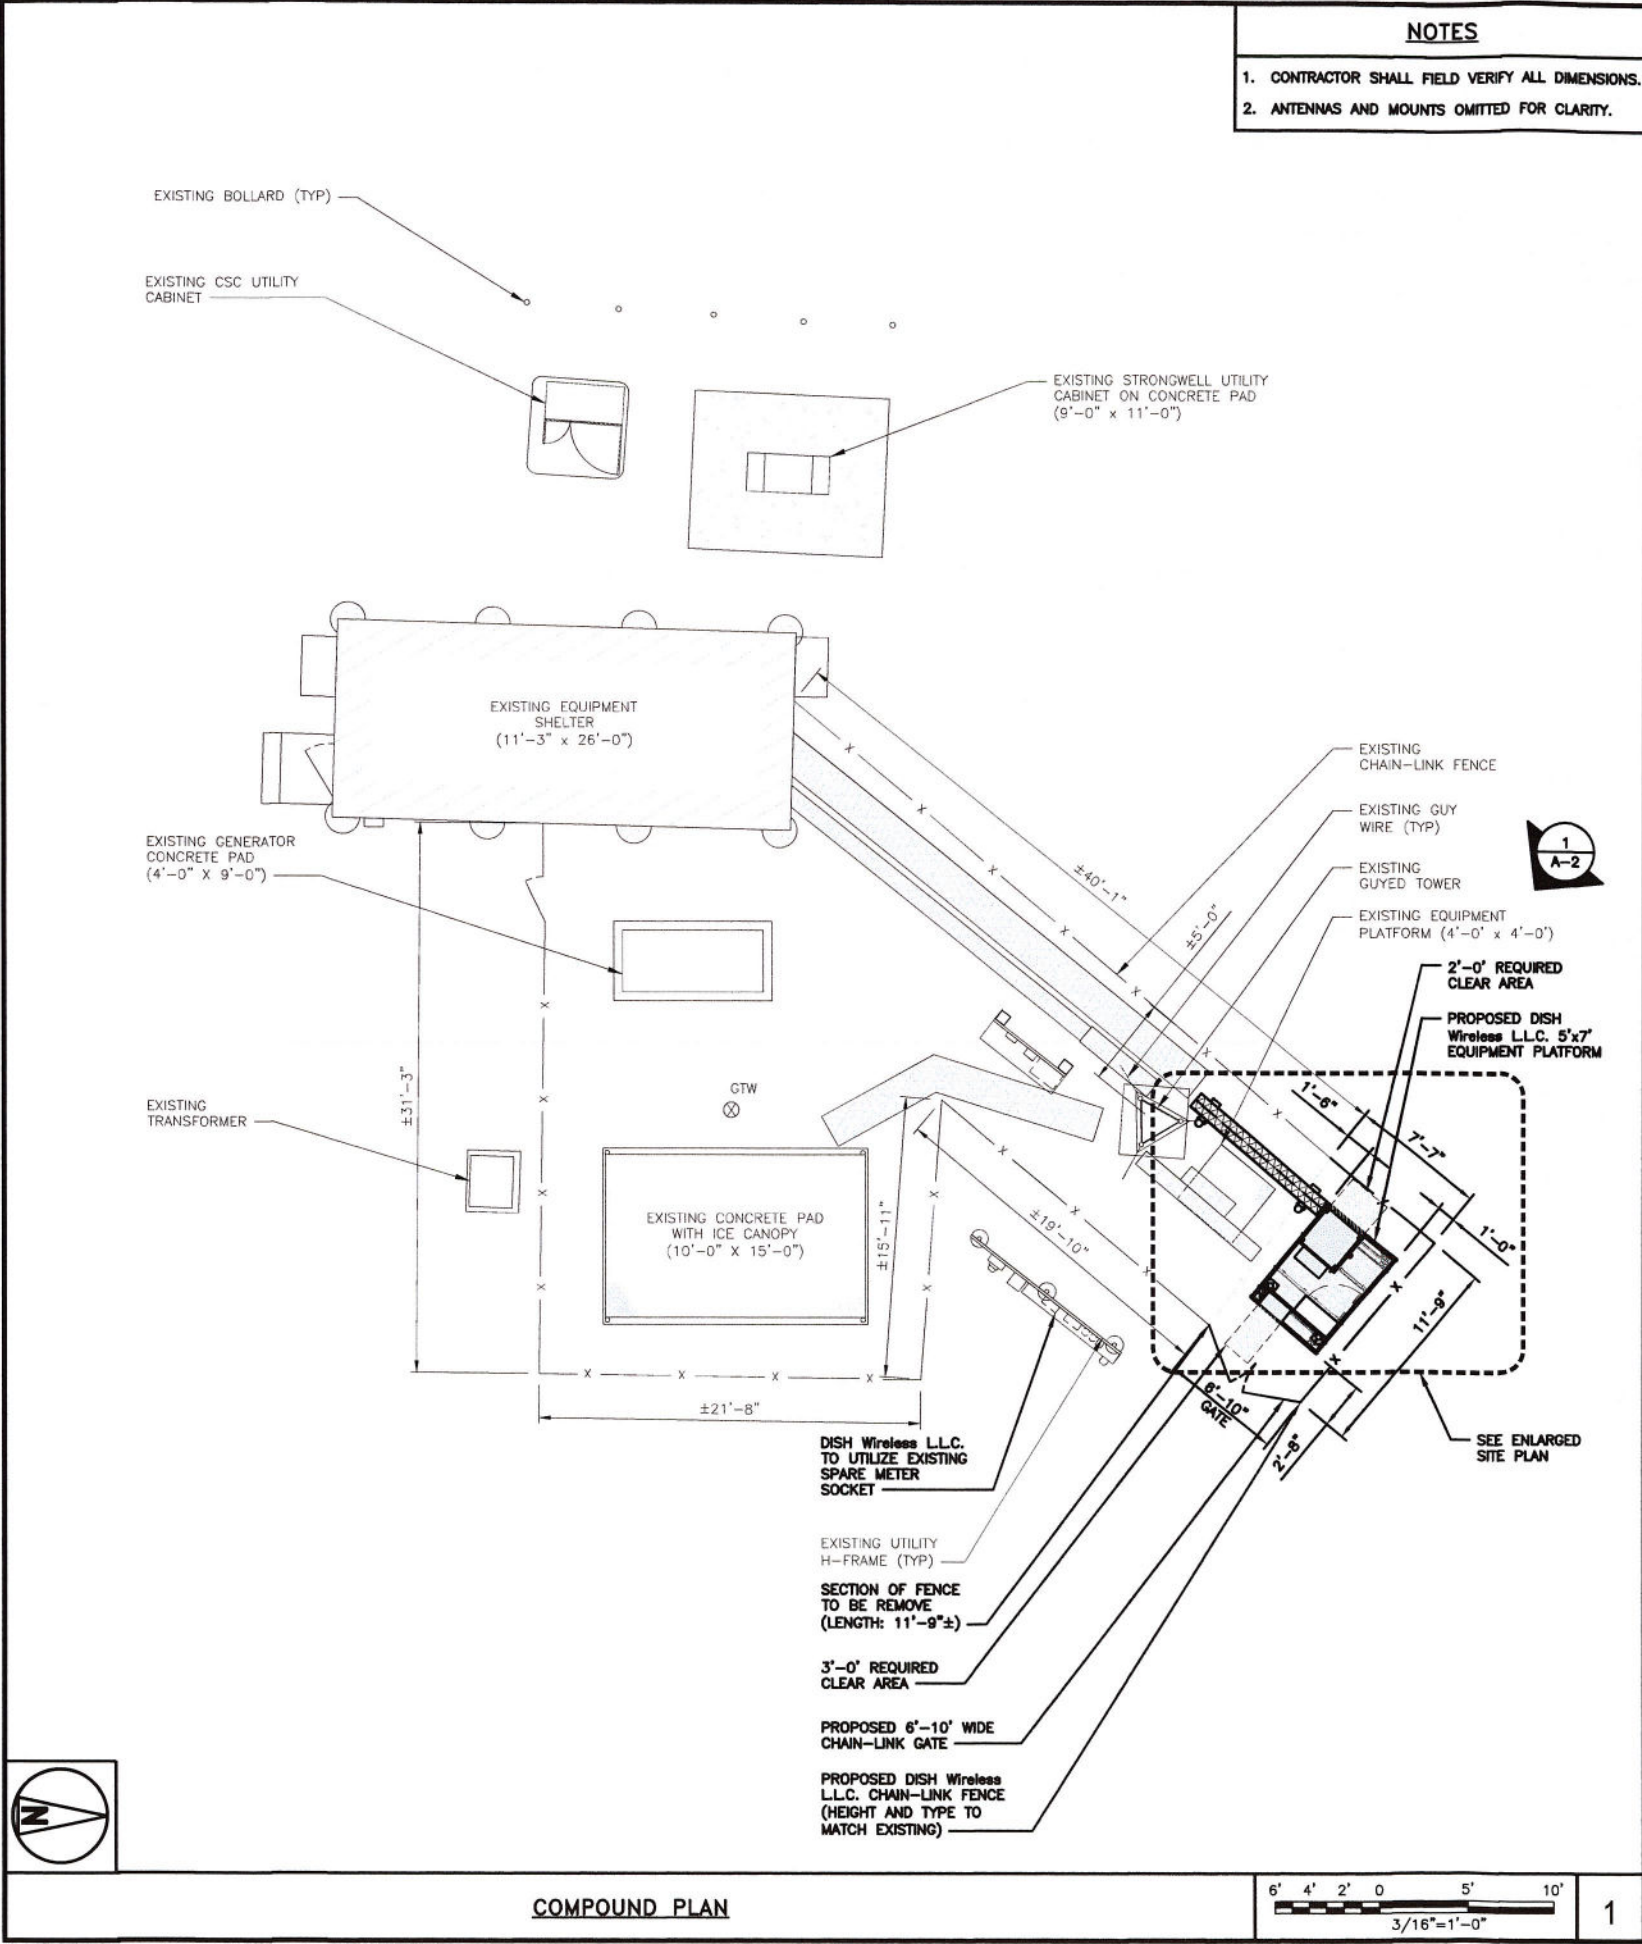 NOTES
1. CONTRACTOR SHALL FIELD VERIFY ALL DIMENSIONS.
2. ANTENNAS AND MOUNTS OMITTED FOR CLARITY.
EXISTING BOLLARD (TYP)
EXISTING CSC UTILITY
CABINET
EXISTING STRONGWELL UTILITY
CABINET ON CONCRETE PAD
(9'-0" x 11'-0")
EXISTING EQUIPMENT
SHELTER
(11'-3" x 26'-0")
EXISTING
CHAIN-LINK FENCE
EXISTING GUY
WIRE (TYP)
1
A-2
EXISTING
GUYED TOWER
EXISTING EQUIPMENT
PLATFORM (4'-0' x 4'-0')
2'-0' REQUIRED
CLEAR AREA
PROPOSED DISH
Wireless L.L.C. 5'x7'
EQUIPMENT PLATFORM
EXISTING GENERATOR
CONCRETE PAD
(4'-0" X 9'-0")
±40'-1"
±5'-0"
±31'-3"
GTW
EXISTING
TRANSFORMER
1'-6"
7'-7"
1'-0"
11'-9"
EXISTING CONCRETE PAD
WITH ICE CANOPY
(10'-0" X 15'-0")
±15'-11"
±19'-10"
±21'-8"
6'-10"
GATE
2'-8"
SEE ENLARGED
SITE PLAN
DISH Wireless L.L.C.
TO UTILIZE EXISTING
SPARE METER
SOCKET
EXISTING UTILITY
H-FRAME (TYP)
SECTION OF FENCE
TO BE REMOVE
(LENGTH: 11'-9"±)
3'-0' REQUIRED
CLEAR AREA
PROPOSED 6'-10' WIDE
CHAIN-LINK GATE
PROPOSED DISH Wireless
L.L.C. CHAIN-LINK FENCE
(HEIGHT AND TYPE TO
MATCH EXISTING)
N
COMPOUND PLAN
6' 4' 2' 0 5' 10'
3/16"=1'-0"
1